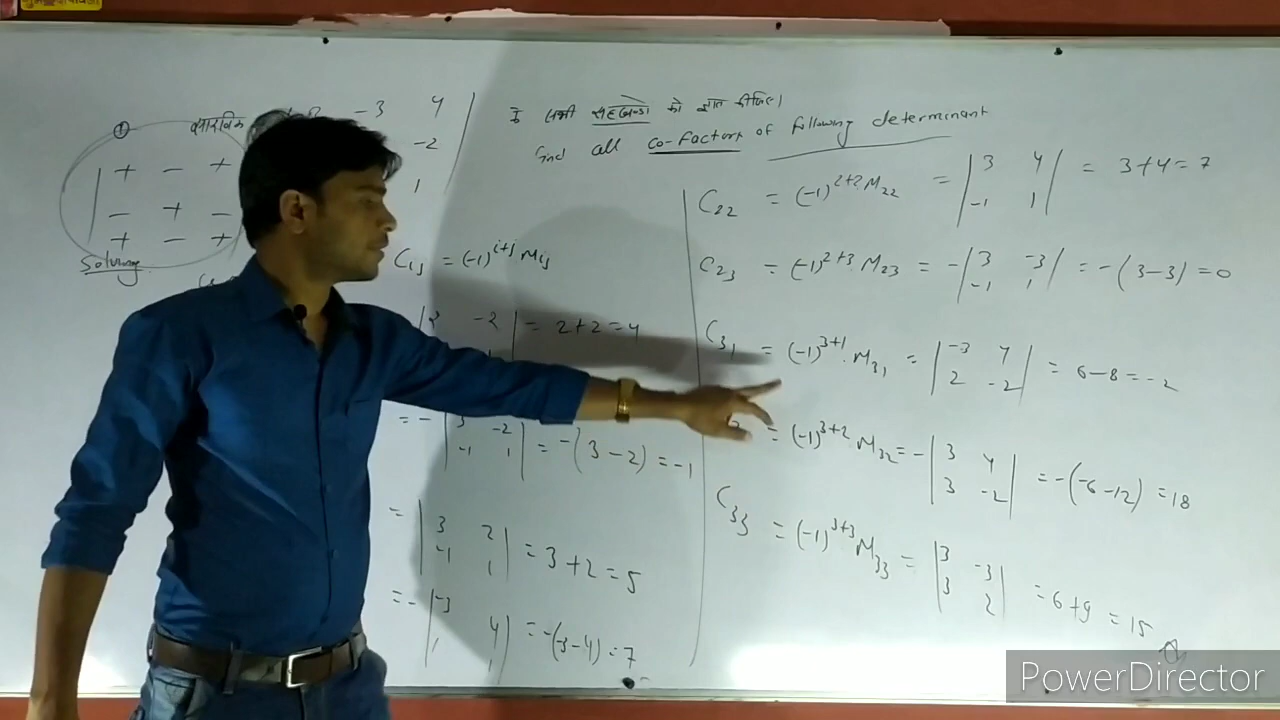 ① सारणिक 3 -3 4
-2
1
के सभी सहखण्डो को ज्ञात कीजिए।
find all co-factors of following determinant
+ - +
- + -
+ - +
Solving
Cij = (-1)^{i+j} Mij
-2 | = 2+2=4
= - | 3 -2
-1 1 | = -(3-2) = -1
= | 3 2
-1 1 | = 3+2=5
= - | -3 4
1 1 | = -(-3-4)=7
C22 = (-1)^{2+2} M22 = | 3 4
-1 1 | = 3+4=7
C23 = (-1)^{2+3} M23 = - | 3 -3
-1 1 | = -(3-3)=0
C31 = (-1)^{3+1}. M31 = | -3 4
2 -2 | = 6-8=-2
= (-1)^{3+2}. M32 = - | 3 4
3 -2 | = -(-6-12) = 18
C33 = (-1)^{3+3} M33 = | 3 -3
3 2 | = 6+9 = 15
PowerDirector